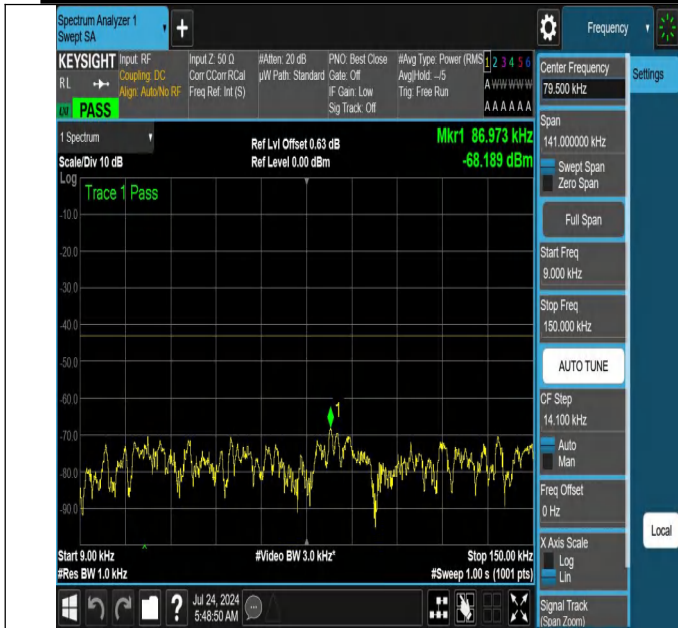 Spectrum Analyzer 1
Swept SA
+
Frequency
KEYSIGHT
RL
PASS
Input: RF
Coupling: DC
Align: Auto/No RF
Input Z: 50 Ω
Corr CCorr RCal
Freq Ref: Int (S)
#Atten: 20 dB
µW Path: Standard
PNO: Best Close
Gate: Off
IF Gain: Low
Sig Track: Off
#Avg Type: Power (RMS
Avg|Hold: --/5
Trig: Free Run
1 2 3 4 5 6
A W W W W W
A A A A A A
1 Spectrum
Scale/Div 10 dB
Log
Ref Lvl Offset 0.63 dB
Ref Level 0.00 dBm
Mkr1 86.973 kHz
-68.189 dBm
Trace 1 Pass
-10.0
-20.0
-30.0
-40.0
-50.0
-60.0
-70.0
-80.0
-90.0
1
Start 9.00 kHz
#Res BW 1.0 kHz
#Video BW 3.0 kHz*
Stop 150.00 kHz
#Sweep 1.00 s (1001 pts)
?
Jul 24, 2024
5:48:50 AM
Center Frequency
79.500 kHz
Span
141.000000 kHz
Swept Span
Zero Span
Full Span
Start Freq
9.000 kHz
Stop Freq
150.000 kHz
AUTO TUNE
CF Step
14.100 kHz
Auto
Man
Freq Offset
0 Hz
X Axis Scale
Log
Lin
Signal Track
(Span Zoom)
Settings
Local